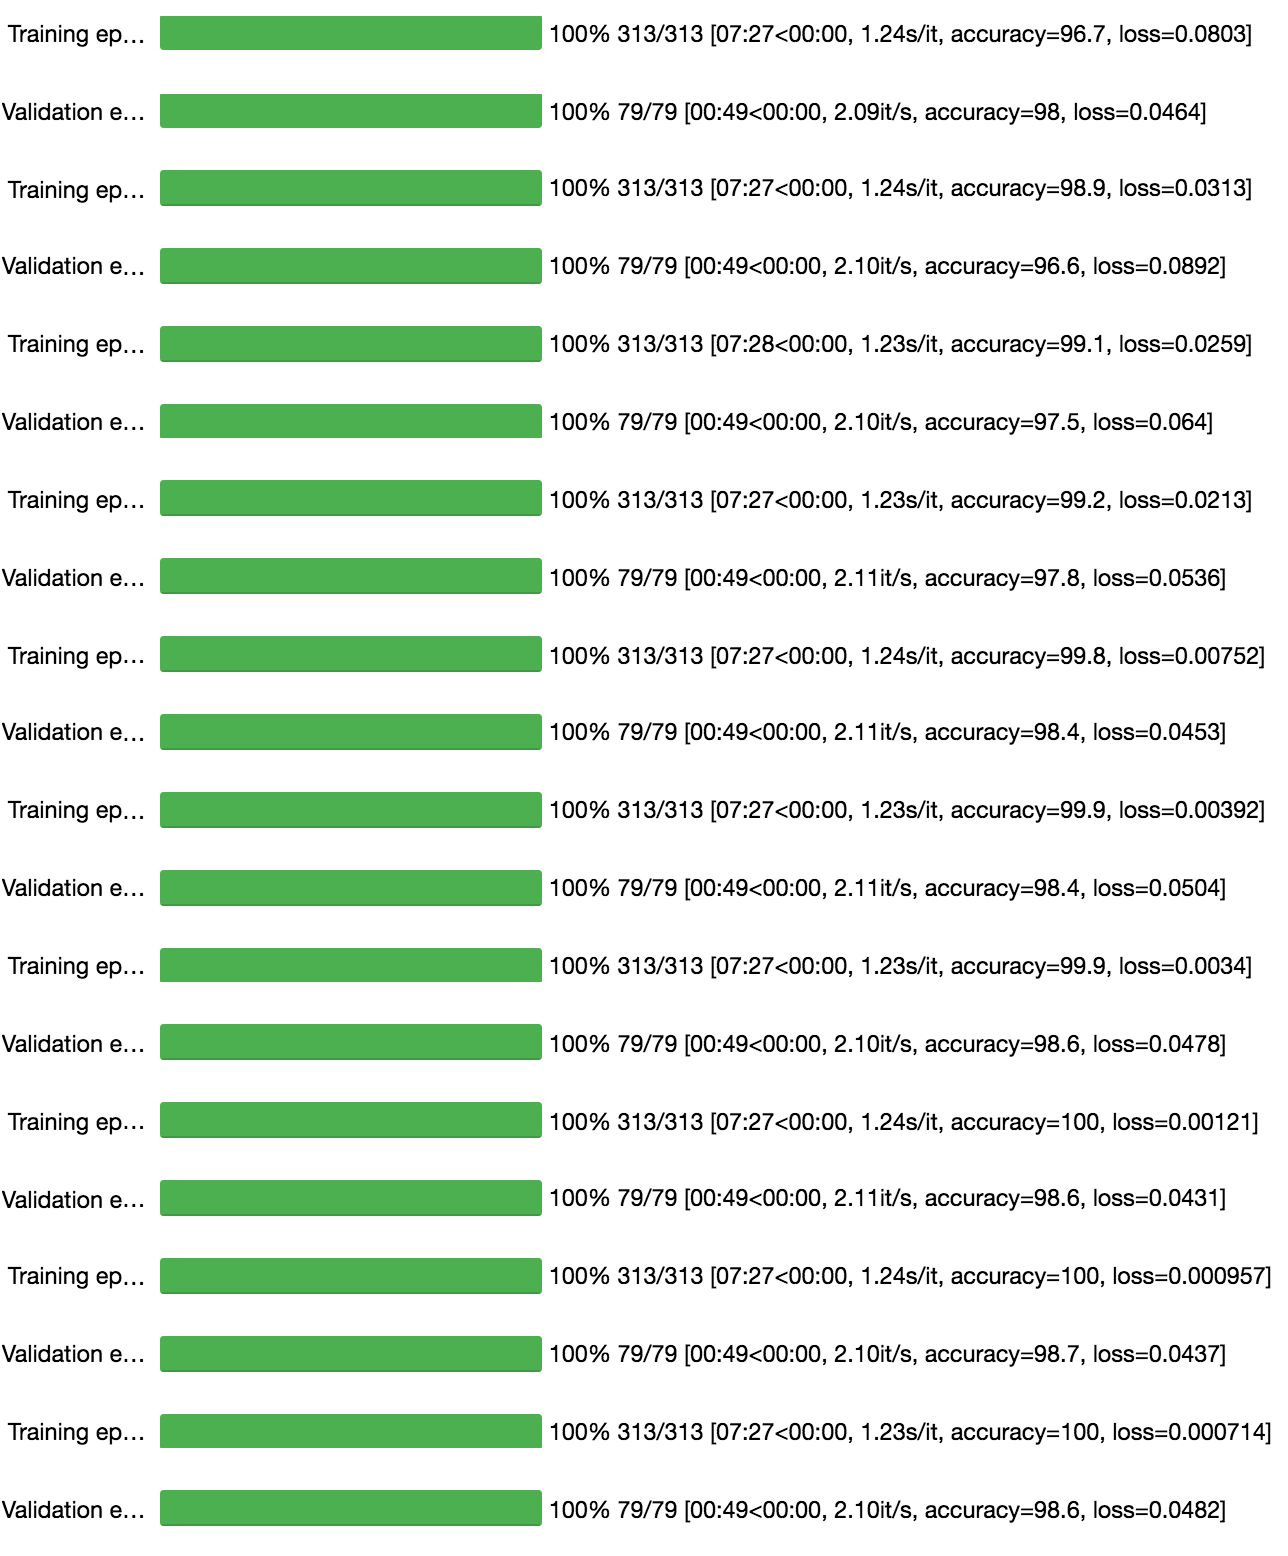 Training ep… 100% 313/313 [07:27<00:00, 1.24s/it, accuracy=96.7, loss=0.0803]
Validation e… 100% 79/79 [00:49<00:00, 2.09it/s, accuracy=98, loss=0.0464]
Training ep… 100% 313/313 [07:27<00:00, 1.24s/it, accuracy=98.9, loss=0.0313]
Validation e… 100% 79/79 [00:49<00:00, 2.10it/s, accuracy=96.6, loss=0.0892]
Training ep… 100% 313/313 [07:28<00:00, 1.23s/it, accuracy=99.1, loss=0.0259]
Validation e… 100% 79/79 [00:49<00:00, 2.10it/s, accuracy=97.5, loss=0.064]
Training ep… 100% 313/313 [07:27<00:00, 1.23s/it, accuracy=99.2, loss=0.0213]
Validation e… 100% 79/79 [00:49<00:00, 2.11it/s, accuracy=97.8, loss=0.0536]
Training ep… 100% 313/313 [07:27<00:00, 1.24s/it, accuracy=99.8, loss=0.00752]
Validation e… 100% 79/79 [00:49<00:00, 2.11it/s, accuracy=98.4, loss=0.0453]
Training ep… 100% 313/313 [07:27<00:00, 1.23s/it, accuracy=99.9, loss=0.00392]
Validation e… 100% 79/79 [00:49<00:00, 2.11it/s, accuracy=98.4, loss=0.0504]
Training ep… 100% 313/313 [07:27<00:00, 1.23s/it, accuracy=99.9, loss=0.0034]
Validation e… 100% 79/79 [00:49<00:00, 2.10it/s, accuracy=98.6, loss=0.0478]
Training ep… 100% 313/313 [07:27<00:00, 1.24s/it, accuracy=100, loss=0.00121]
Validation e… 100% 79/79 [00:49<00:00, 2.11it/s, accuracy=98.6, loss=0.0431]
Training ep… 100% 313/313 [07:27<00:00, 1.24s/it, accuracy=100, loss=0.000957]
Validation e… 100% 79/79 [00:49<00:00, 2.10it/s, accuracy=98.7, loss=0.0437]
Training ep… 100% 313/313 [07:27<00:00, 1.23s/it, accuracy=100, loss=0.000714]
Validation e… 100% 79/79 [00:49<00:00, 2.10it/s, accuracy=98.6, loss=0.0482]